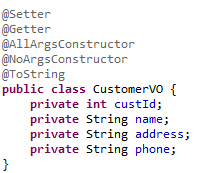 @Setter
@Getter
@AllArgsConstructor
@NoArgsConstructor
@ToString
public class CustomerVO {
    private int custId;
    private String name;
    private String address;
    private String phone;
}